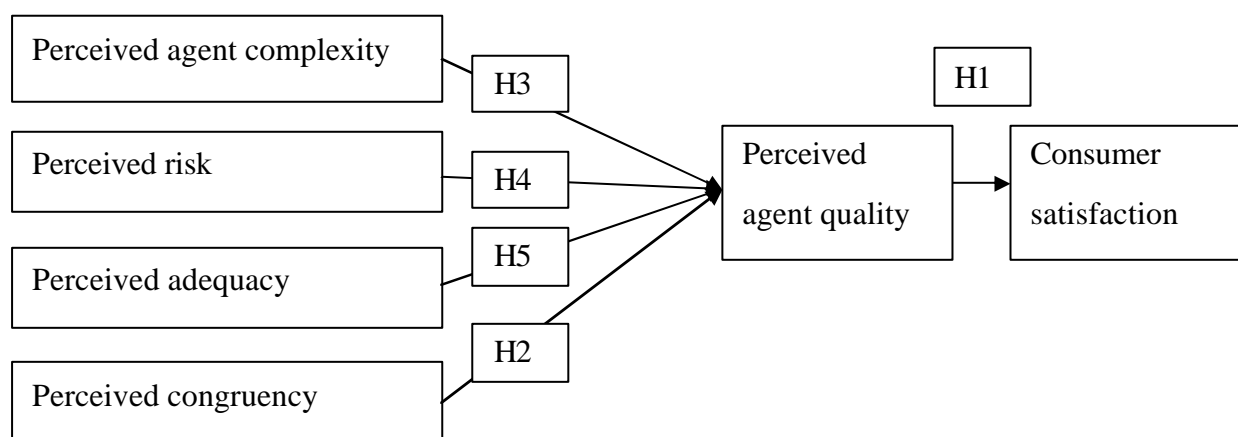 Perceived agent complexity
H3
H1
Perceived risk
H4
Perceived
agent quality
Consumer
satisfaction
Perceived adequacy
H5
H2
Perceived congruency